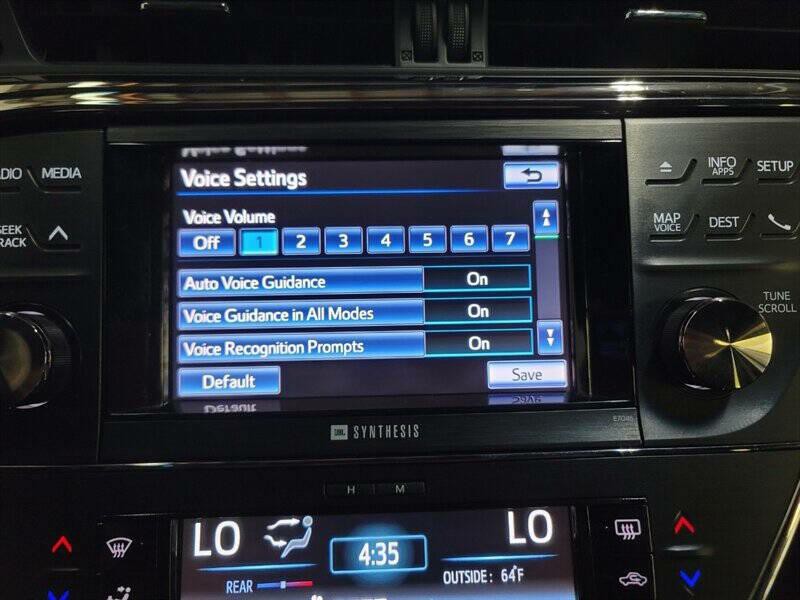 Voice Settings
Voice Volume
Off 1 2 3 4 5 6 7
Auto Voice Guidance On
Voice Guidance in All Modes On
Voice Recognition Prompts On
Default Save
MEDIA
SEEK
INFO
APPS
SETUP
MAP
VOICE
DEST
TUNE
SCROLL
JBL SYNTHESIS
E7045
H M
LO LO
4:35
REAR
OUTSIDE: 64°F